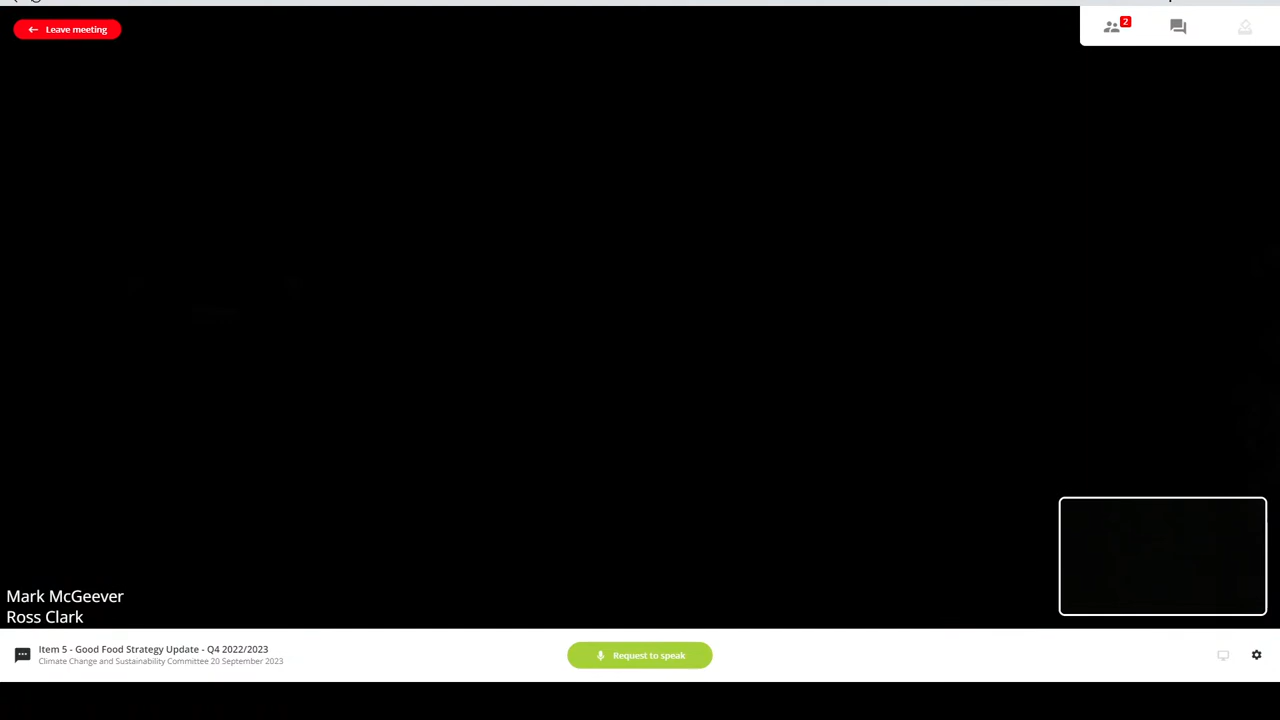 Leave meeting
2
Mark McGeever
Ross Clark
Item 5 - Good Food Strategy Update - Q4 2022/2023
Climate Change and Sustainability Committee 20 September 2023
Request to speak